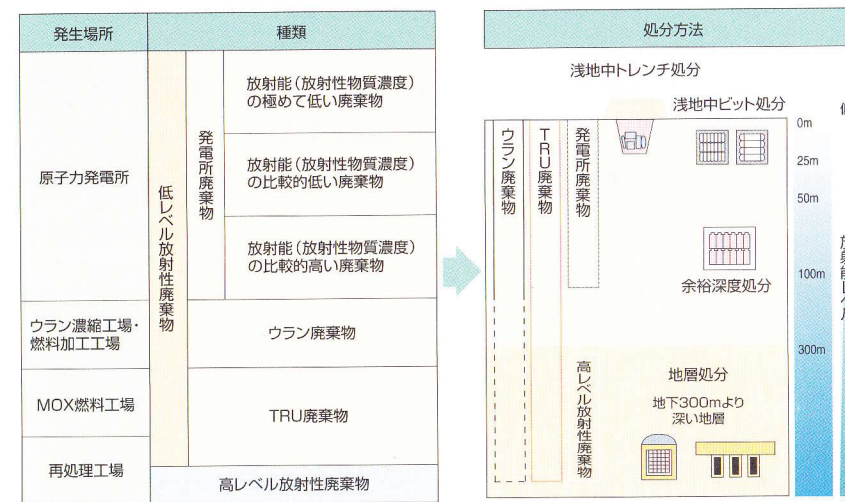 発生場所
種類
処分方法
原子力発電所
低レベル放射性廃棄物
発電所廃棄物
放射能(放射性物質濃度)
の極めて低い廃棄物
放射能(放射性物質濃度)
の比較的低い廃棄物
放射能(放射性物質濃度)
の比較的高い廃棄物
ウラン濃縮工場・
燃料加工工場
ウラン廃棄物
MOX燃料工場
TRU廃棄物
再処理工場
高レベル放射性廃棄物
浅地中トレンチ処分
浅地中ピット処分
ウラン廃棄物
TRU廃棄物
発電所廃棄物
余裕深度処分
高レベル放射性廃棄物
地層処分
地下300mより
深い地層
0m
25m
50m
100m
300m
放射能レベル